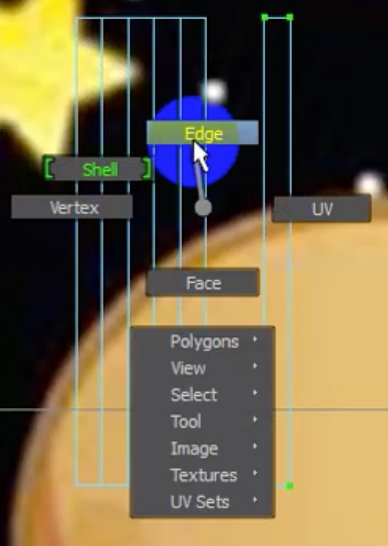 Edge
Shell
Vertex
UV
Face
Polygons
View
Select
Tool
Image
Textures
UV Sets